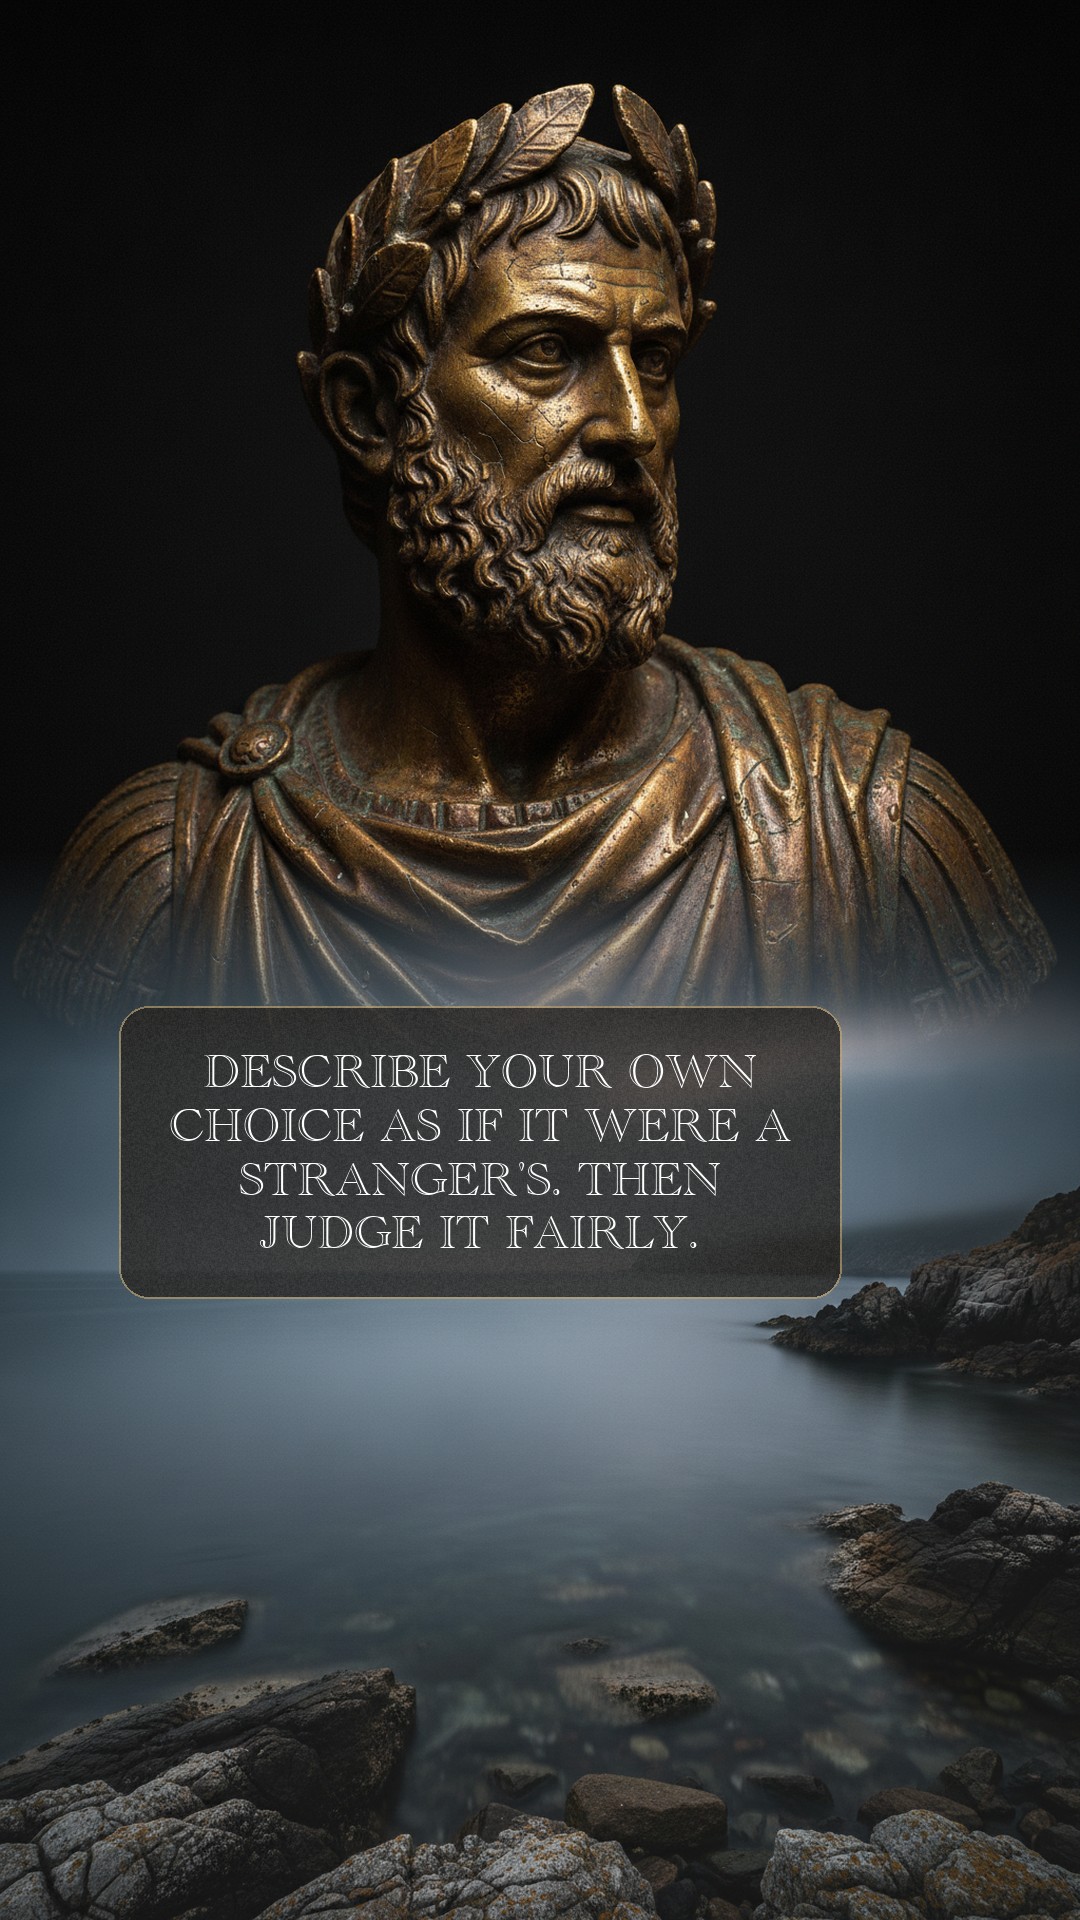 DESCRIBE YOUR OWN
CHOICE AS IF IT WERE A
STRANGER'S. THEN
JUDGE IT FAIRLY.